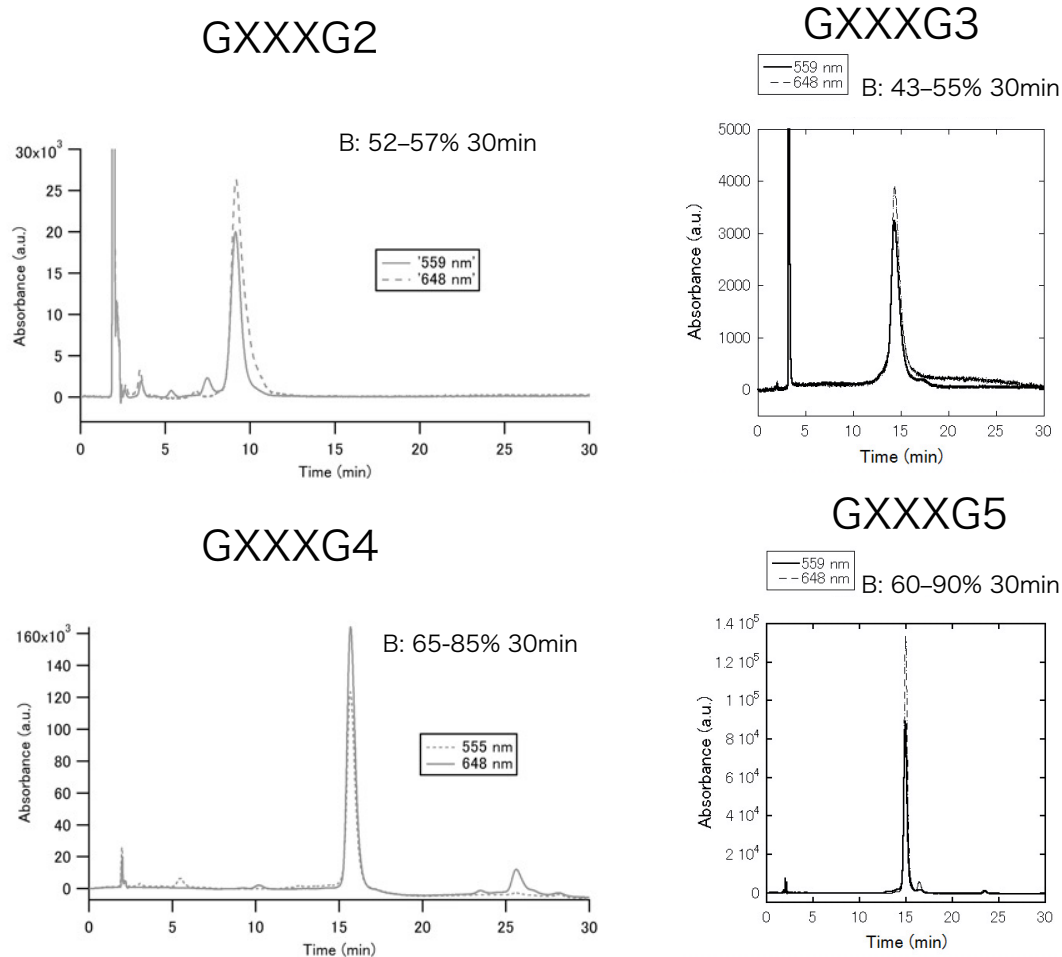 GXXXG2
B: 52–57% 30min
30x10³
25
20
15
10
5
0
Absorbance (a.u.)
'559 nm'
'648 nm'
0 5 10 15 20 25 30
Time (min)
GXXXG3
559 nm
648 nm
B: 43–55% 30min
5000
4000
3000
2000
1000
0
Absorbance (a.u.)
0 5 10 15 20 25 30
Time (min)
GXXXG4
B: 65-85% 30min
160x10³
140
120
100
80
60
40
20
0
Absorbance (a.u.)
555 nm
648 nm
0 5 10 15 20 25 30
Time (min)
GXXXG5
559 nm
648 nm
B: 60–90% 30min
1.4 10⁵
1.2 10⁵
1 10⁵
8 10⁴
6 10⁴
4 10⁴
2 10⁴
0
Absorbance (a.u.)
0 5 10 15 20 25 30
Time (min)